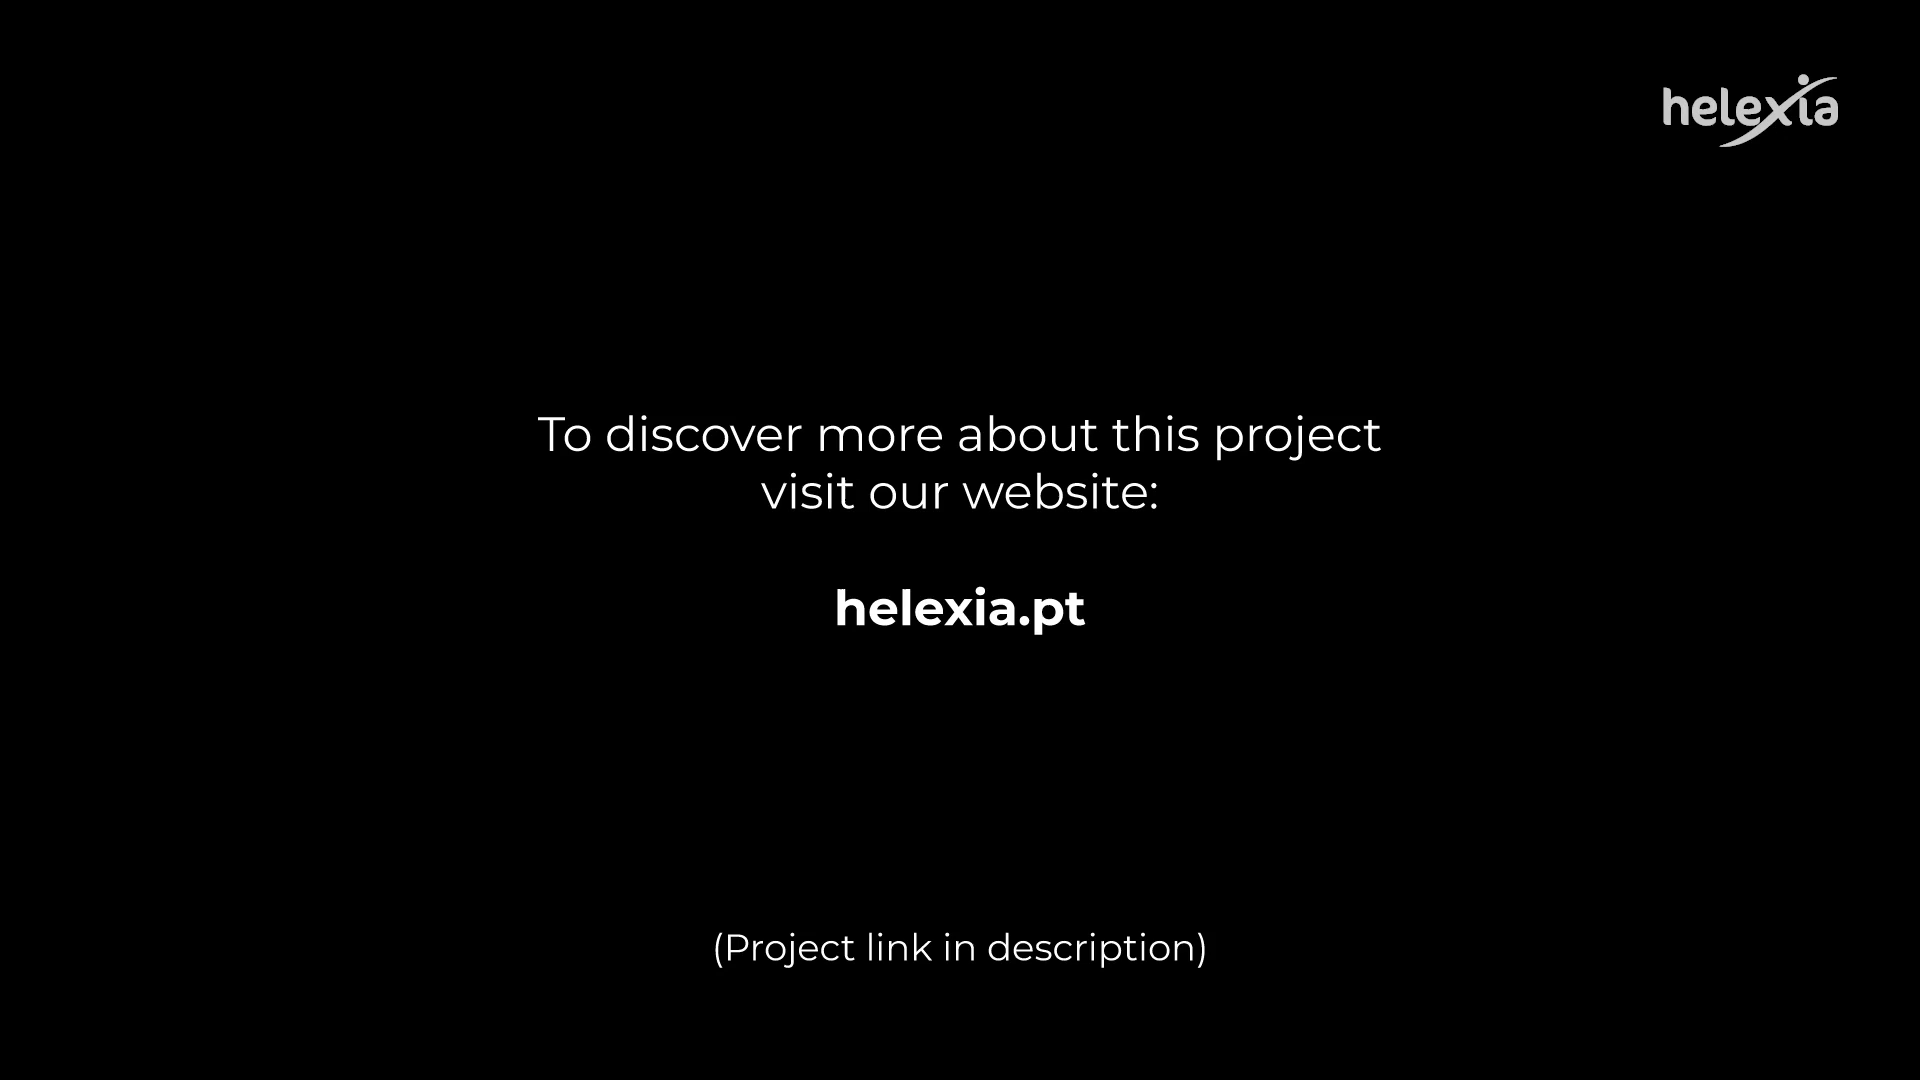 helexia
To discover more about this project
visit our website:
helexia.pt
(Project link in description)